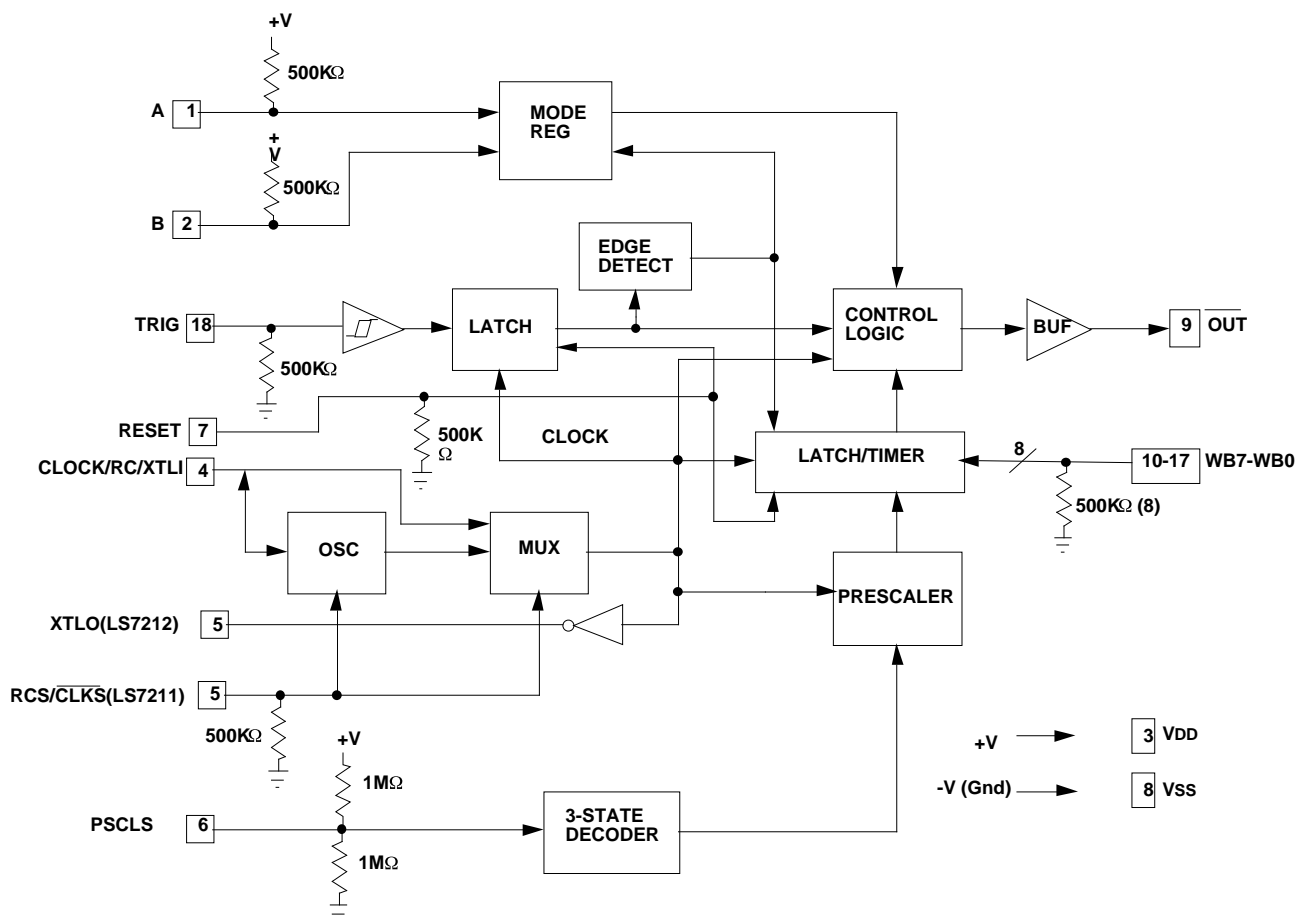 +V
500KΩ
A 1
MODE
REG
+
V
500KΩ
B 2
EDGE
DETECT
TRIG 18
LATCH
CONTROL
LOGIC
BUF
9 OUT
500KΩ
RESET 7
500K
Ω
CLOCK
LATCH/TIMER
8
10-17 WB7-WB0
500KΩ (8)
CLOCK/RC/XTLI 4
OSC
MUX
PRESCALER
XTLO(LS7212) 5
RCS/CLKS(LS7211) 5
500KΩ
+V
1MΩ
+V
3 VDD
-V (Gnd)
8 VSS
PSCLS 6
3-STATE
DECODER
1MΩ